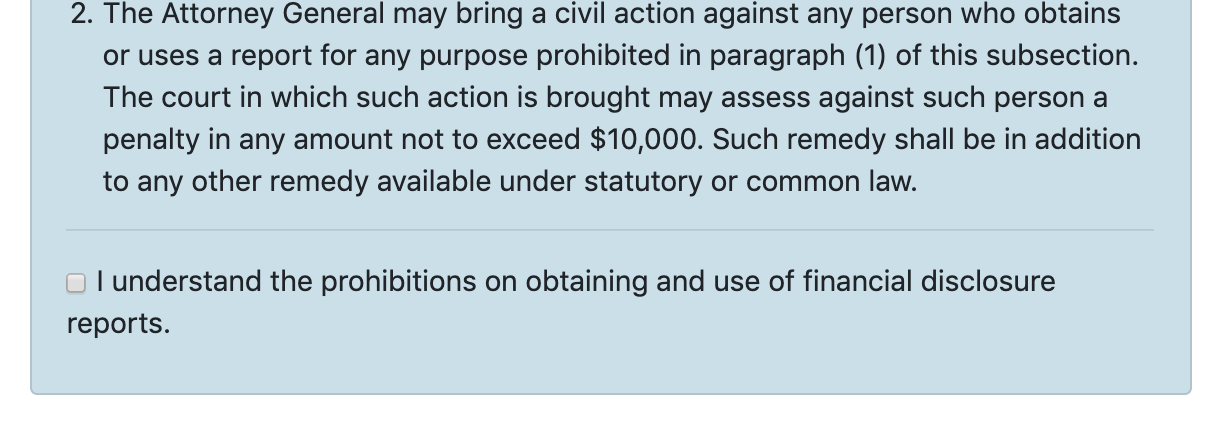 2. The Attorney General may bring a civil action against any person who obtains
or uses a report for any purpose prohibited in paragraph (1) of this subsection.
The court in which such action is brought may assess against such person a
penalty in any amount not to exceed $10,000. Such remedy shall be in addition
to any other remedy available under statutory or common law.
I understand the prohibitions on obtaining and use of financial disclosure
reports.